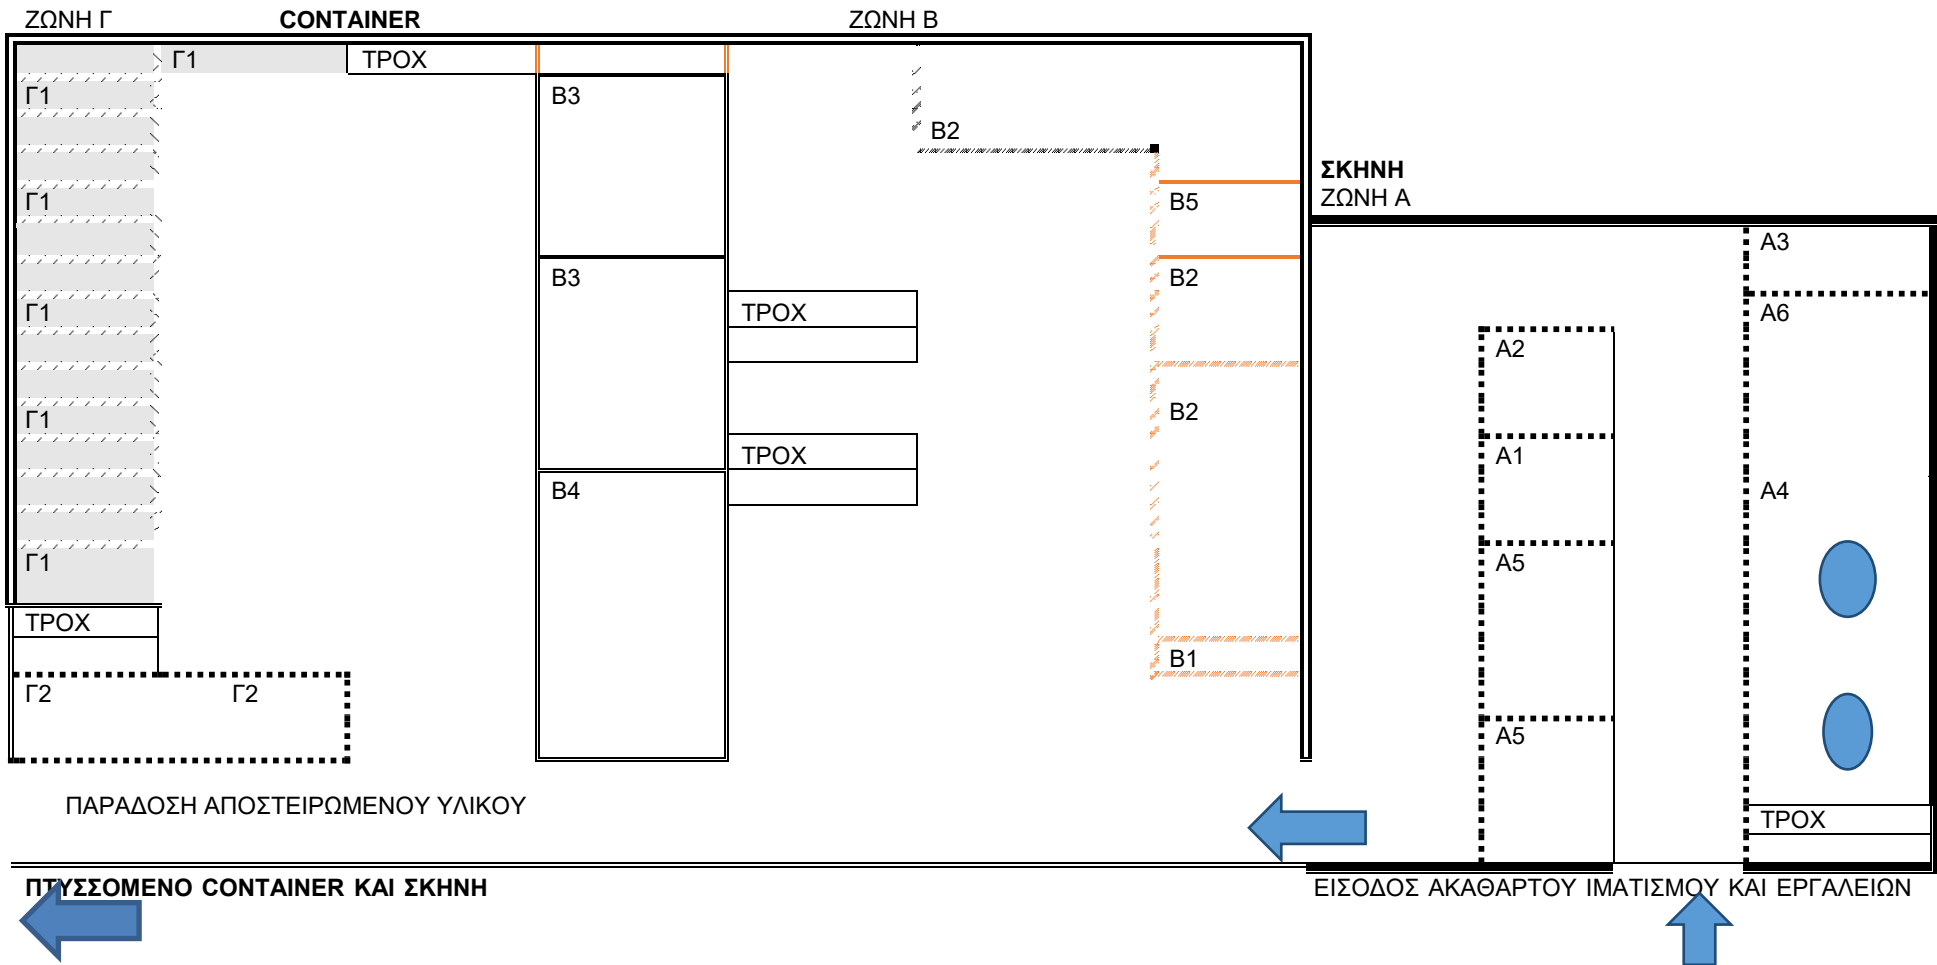 ΖΩΝΗ Γ CONTAINER ΖΩΝΗ Β
Γ1 ΤΡΟΧ
Γ1 Β3
Β2
ΣΚΗΝΗ
Γ1 Β5 ΖΩΝΗ Α
Α3
Β3 Β2
Γ1 ΤΡΟΧ Α6
Α2
Γ1 Β2
ΤΡΟΧ Α1
Β4 Α4
Γ1 Α5
ΤΡΟΧ
Β1
Γ2 Γ2
Α5
ΠΑΡΑΔΟΣΗ ΑΠΟΣΤΕΙΡΩΜΕΝΟΥ ΥΛΙΚΟΥ
ΤΡΟΧ
ΠΤΥΣΣΟΜΕΝΟ CONTAINER ΚΑΙ ΣΚΗΝΗ ΕΙΣΟΔΟΣ ΑΚΑΘΑΡΤΟΥ ΙΜΑΤΙΣΜΟΥ ΚΑΙ ΕΡΓΑΛΕΙΩΝ